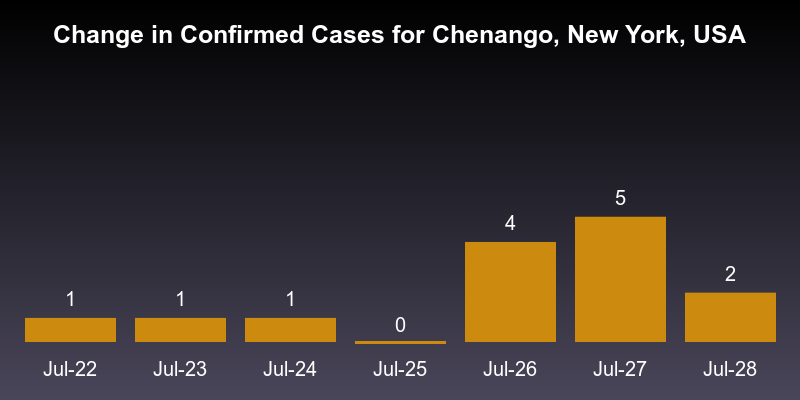 Change in Confirmed Cases for Chenango, New York, USA
5
4
2
1 1 1
0
Jul-22 Jul-23 Jul-24 Jul-25 Jul-26 Jul-27 Jul-28